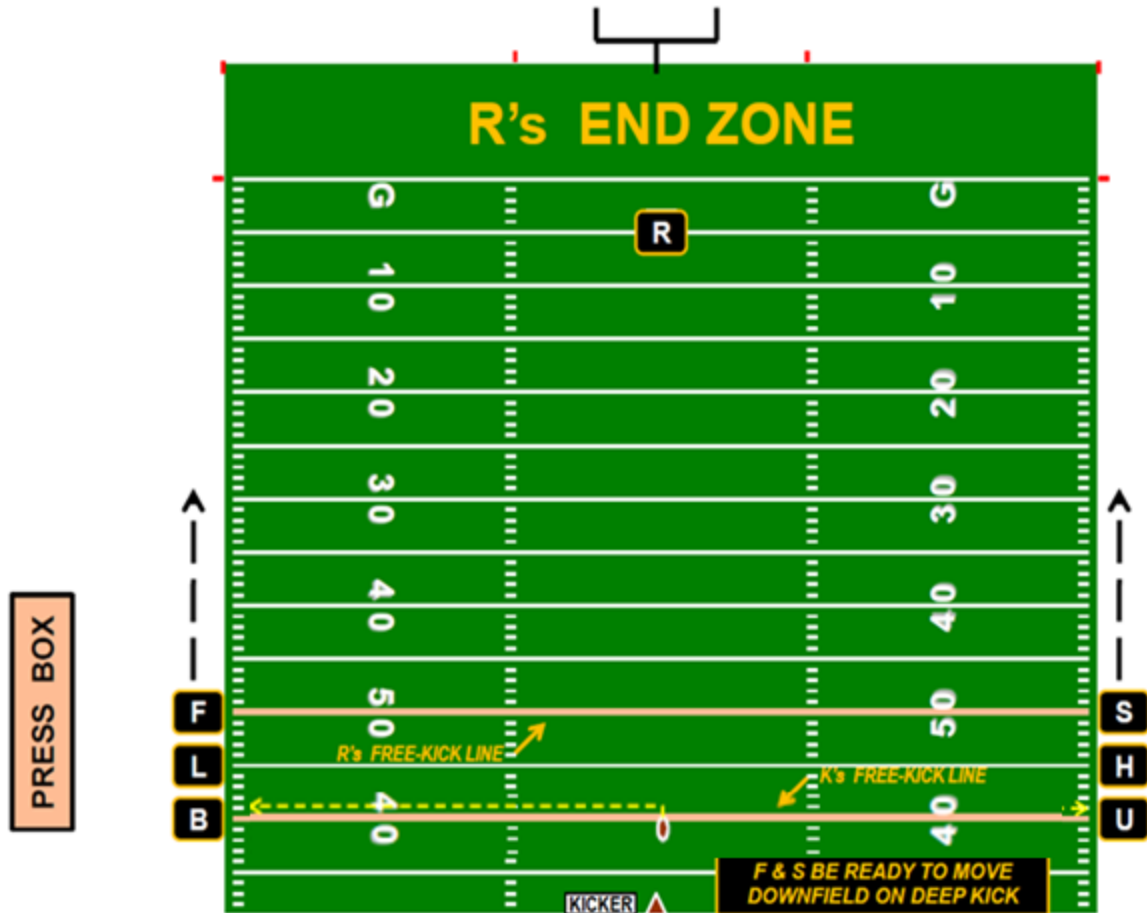 R's END ZONE
G G
R
10 10
20 20
30 30
40 40
F 50 50 S
R's FREE-KICK LINE
L H
K's FREE-KICK LINE
B 40 40 U
PRESS BOX
F & S BE READY TO MOVE
DOWNFIELD ON DEEP KICK
KICKER